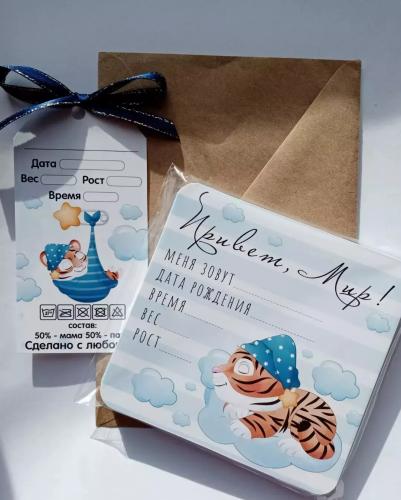 Дата
Вес Рост
Время
состав:
50% - мама 50% - па
Сделано с любо
Привет, Мир!
МЕНЯ ЗОВУТ
ДАТА РОЖДЕНИЯ
ВРЕМЯ
ВЕС
РОСТ